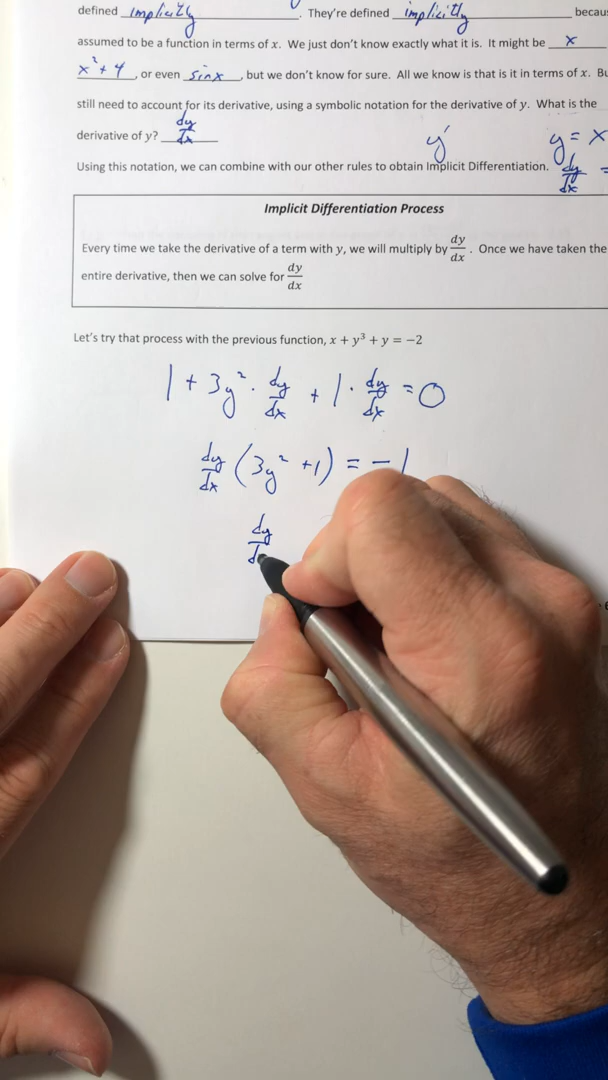 defined implicitly . They're defined implicitly becau
assumed to be a function in terms of x. We just don't know exactly what it is. It might be x
x² + 4, or even sinx, but we don't know for sure. All we know is that is it in terms of x. Bu
still need to account for its derivative, using a symbolic notation for the derivative of y. What is the
derivative of y? dy/dx y' y = x
Using this notation, we can combine with our other rules to obtain Implicit Differentiation. dy/dx =
Implicit Differentiation Process
Every time we take the derivative of a term with y, we will multiply by dy/dx . Once we have taken the
entire derivative, then we can solve for dy/dx
Let's try that process with the previous function, x + y³ + y = −2
1 + 3y² · dy/dx + 1 · dy/dx = 0
dy/dx (3y² + 1) = −1
dy/d